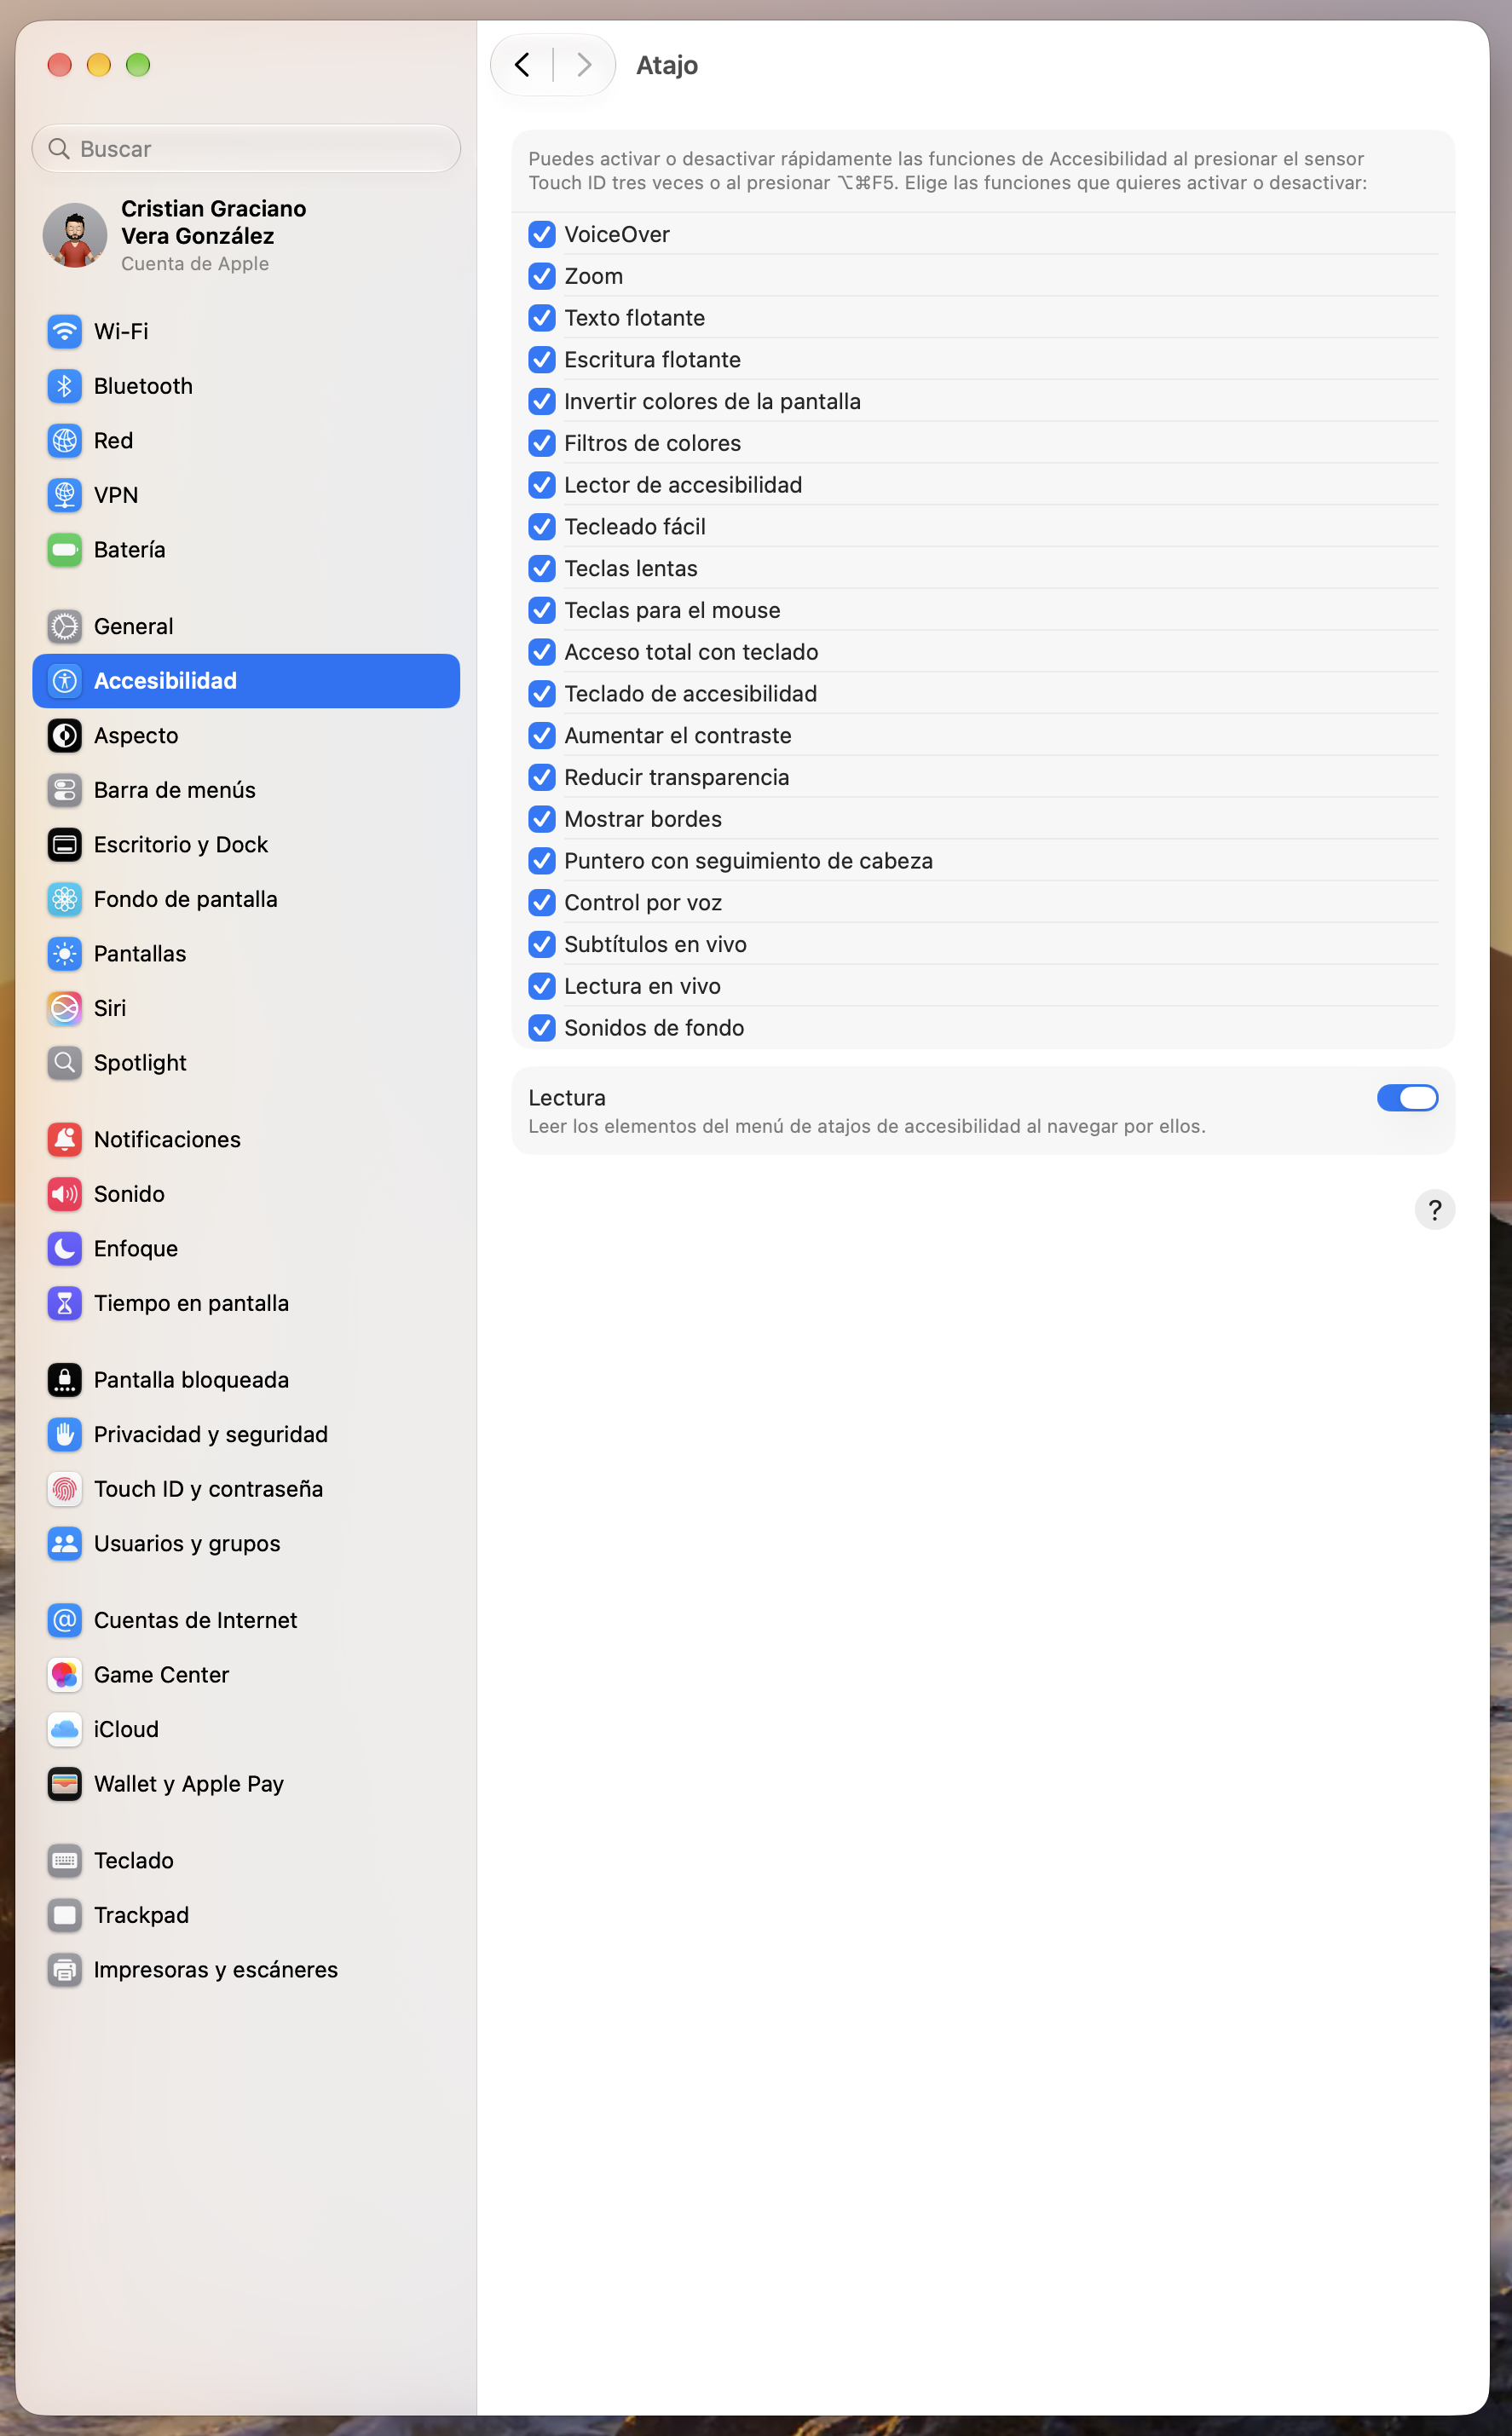 Buscar
Cristian Graciano
Vera González
Cuenta de Apple
Wi-Fi
Bluetooth
Red
VPN
Batería
General
Accesibilidad
Aspecto
Barra de menús
Escritorio y Dock
Fondo de pantalla
Pantallas
Siri
Spotlight
Notificaciones
Sonido
Enfoque
Tiempo en pantalla
Pantalla bloqueada
Privacidad y seguridad
Touch ID y contraseña
Usuarios y grupos
Cuentas de Internet
Game Center
iCloud
Wallet y Apple Pay
Teclado
Trackpad
Impresoras y escáneres
Atajo
Puedes activar o desactivar rápidamente las funciones de Accesibilidad al presionar el sensor
Touch ID tres veces o al presionar ⌥⌘F5. Elige las funciones que quieres activar o desactivar:
VoiceOver
Zoom
Texto flotante
Escritura flotante
Invertir colores de la pantalla
Filtros de colores
Lector de accesibilidad
Tecleado fácil
Teclas lentas
Teclas para el mouse
Acceso total con teclado
Teclado de accesibilidad
Aumentar el contraste
Reducir transparencia
Mostrar bordes
Puntero con seguimiento de cabeza
Control por voz
Subtítulos en vivo
Lectura en vivo
Sonidos de fondo
Lectura
Leer los elementos del menú de atajos de accesibilidad al navegar por ellos.
?